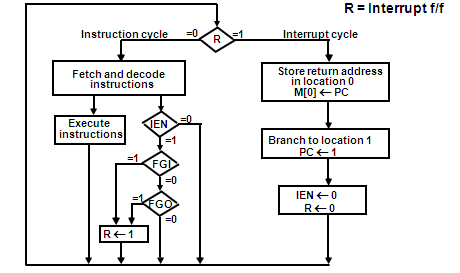 R = Interrupt f/f
Instruction cycle
=0
R
=1
Interrupt cycle
Fetch and decode
instructions
Store return address
in location 0
M[0] ← PC
Execute
instructions
IEN
=0
=1
Branch to location 1
PC ← 1
=1
FGI
=0
=1
FGO
=0
IEN ← 0
R ← 0
R ← 1